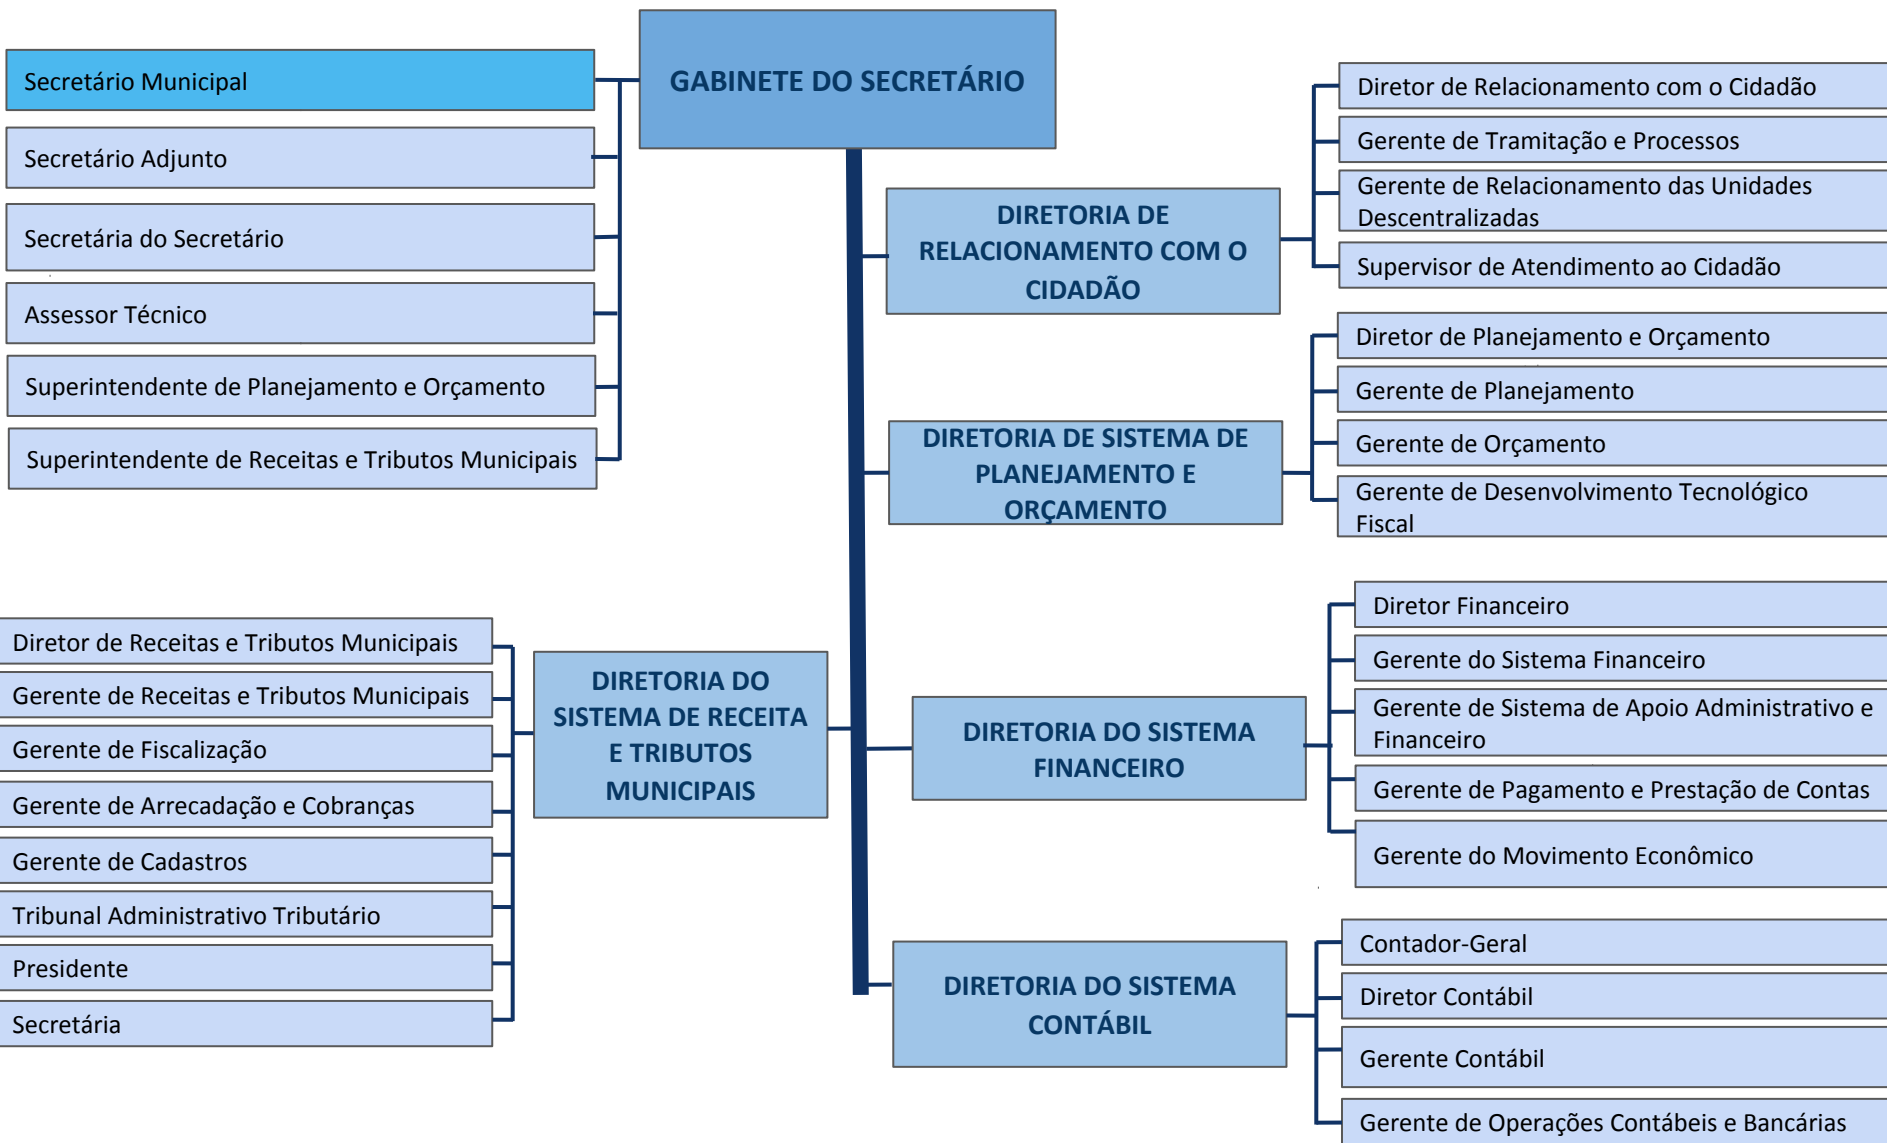 GABINETE DO SECRETÁRIO
Secretário Municipal
Secretário Adjunto
Secretária do Secretário
Assessor Técnico
Superintendente de Planejamento e Orçamento
Superintendente de Receitas e Tributos Municipais
DIRETORIA DE
RELACIONAMENTO COM O
CIDADÃO
Diretor de Relacionamento com o Cidadão
Gerente de Tramitação e Processos
Gerente de Relacionamento das Unidades
Descentralizadas
Supervisor de Atendimento ao Cidadão
DIRETORIA DE SISTEMA DE
PLANEJAMENTO E
ORÇAMENTO
Diretor de Planejamento e Orçamento
Gerente de Planejamento
Gerente de Orçamento
Gerente de Desenvolvimento Tecnológico
Fiscal
DIRETORIA DO
SISTEMA DE RECEITA
E TRIBUTOS
MUNICIPAIS
Diretor de Receitas e Tributos Municipais
Gerente de Receitas e Tributos Municipais
Gerente de Fiscalização
Gerente de Arrecadação e Cobranças
Gerente de Cadastros
Tribunal Administrativo Tributário
Presidente
Secretária
DIRETORIA DO SISTEMA
FINANCEIRO
Diretor Financeiro
Gerente do Sistema Financeiro
Gerente de Sistema de Apoio Administrativo e
Financeiro
Gerente de Pagamento e Prestação de Contas
Gerente do Movimento Econômico
DIRETORIA DO SISTEMA
CONTÁBIL
Contador-Geral
Diretor Contábil
Gerente Contábil
Gerente de Operações Contábeis e Bancárias